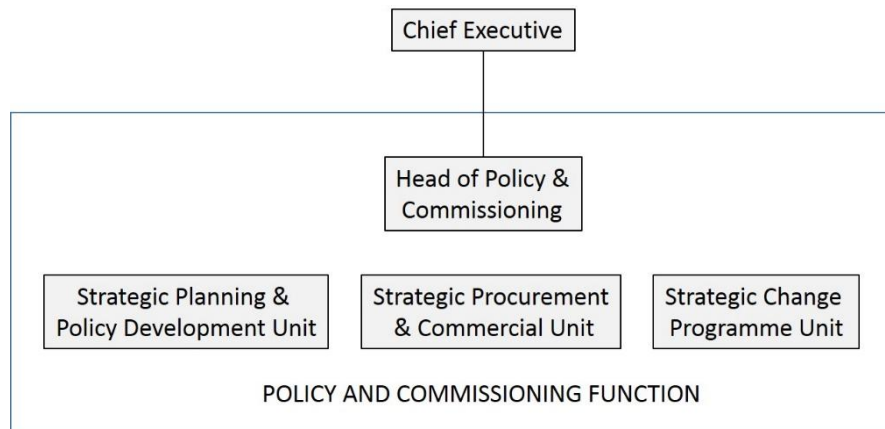 Chief Executive
Head of Policy &
Commissioning
Strategic Planning &
Policy Development Unit
Strategic Procurement
& Commercial Unit
Strategic Change
Programme Unit
POLICY AND COMMISSIONING FUNCTION